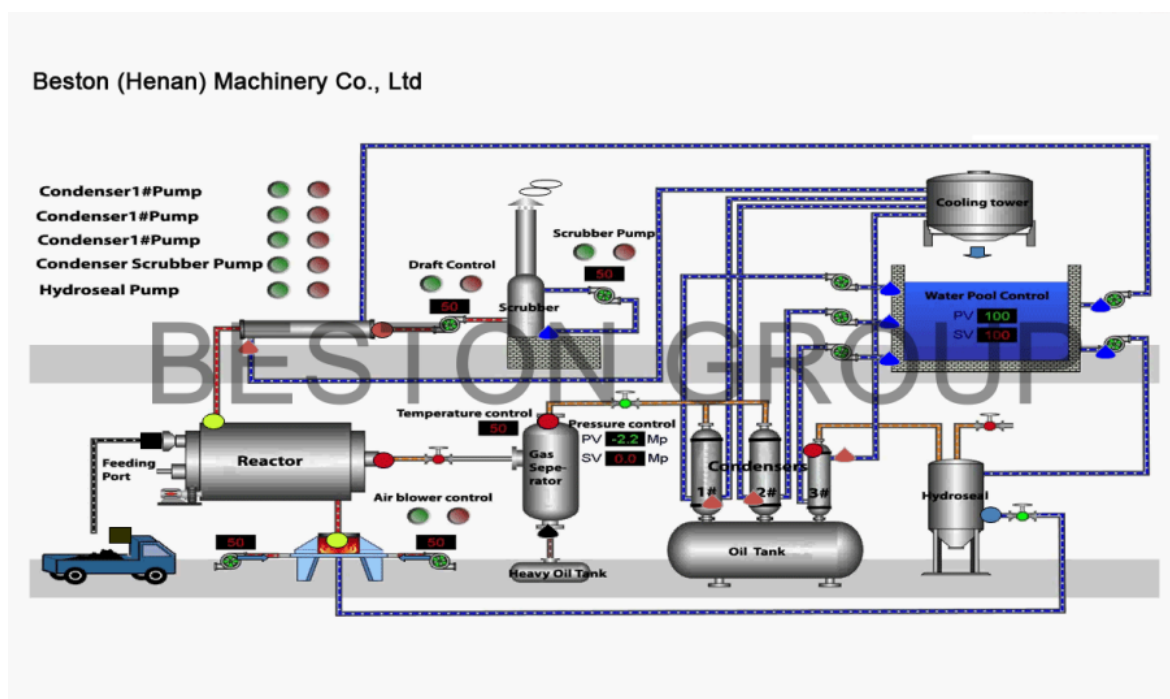 Beston (Henan) Machinery Co., Ltd
Condenser1#Pump
Condenser1#Pump
Condenser1#Pump
Condenser Scrubber Pump
Hydroseal Pump
Draft Control
50
Scrubber Pump
50
Scrubber
Cooling tower
Water Pool Control
PV 100
SV 100
BESTON GROUP
Temperature control
50
Pressure control
PV -2.2 Mp
SV 0.0 Mp
Feeding
Port
Reactor
Gas
Sepe-
rator
Condensers
1# 2# 3#
Hydroseal
Air blower control
50
50
Oil Tank
Heavy Oil Tank